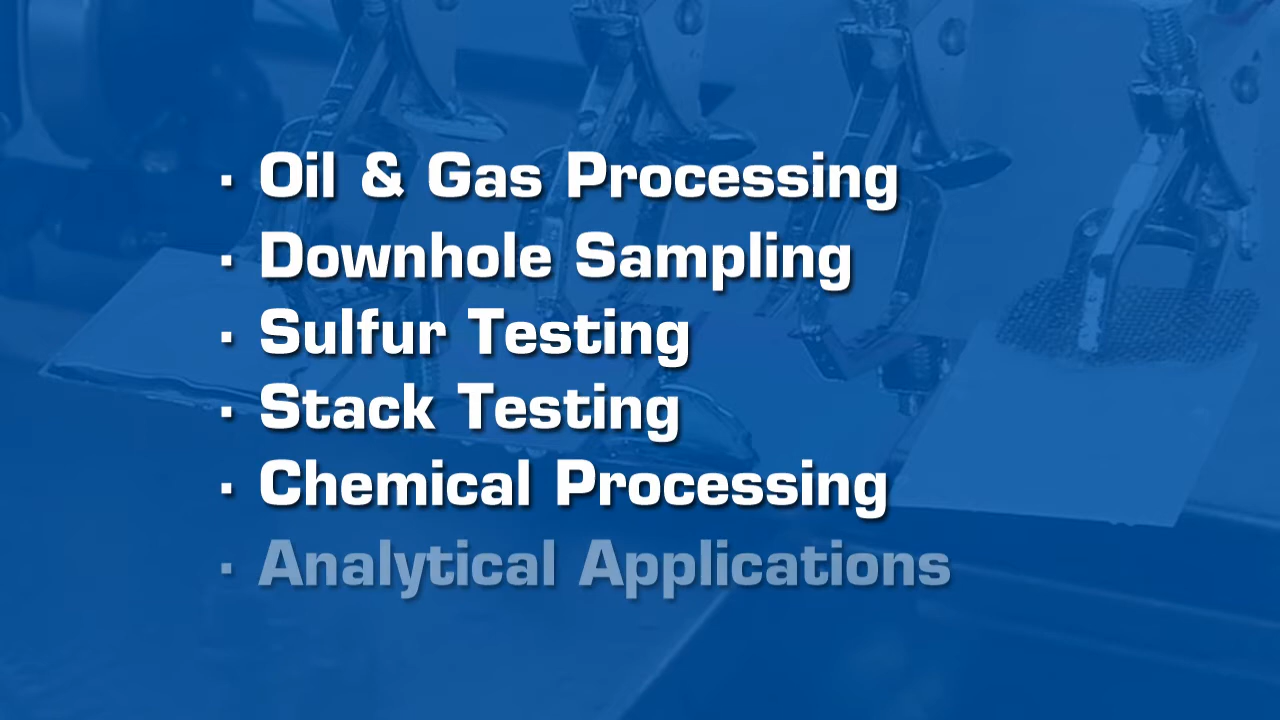 · Oil & Gas Processing
· Downhole Sampling
· Sulfur Testing
· Stack Testing
· Chemical Processing
· Analytical Applications